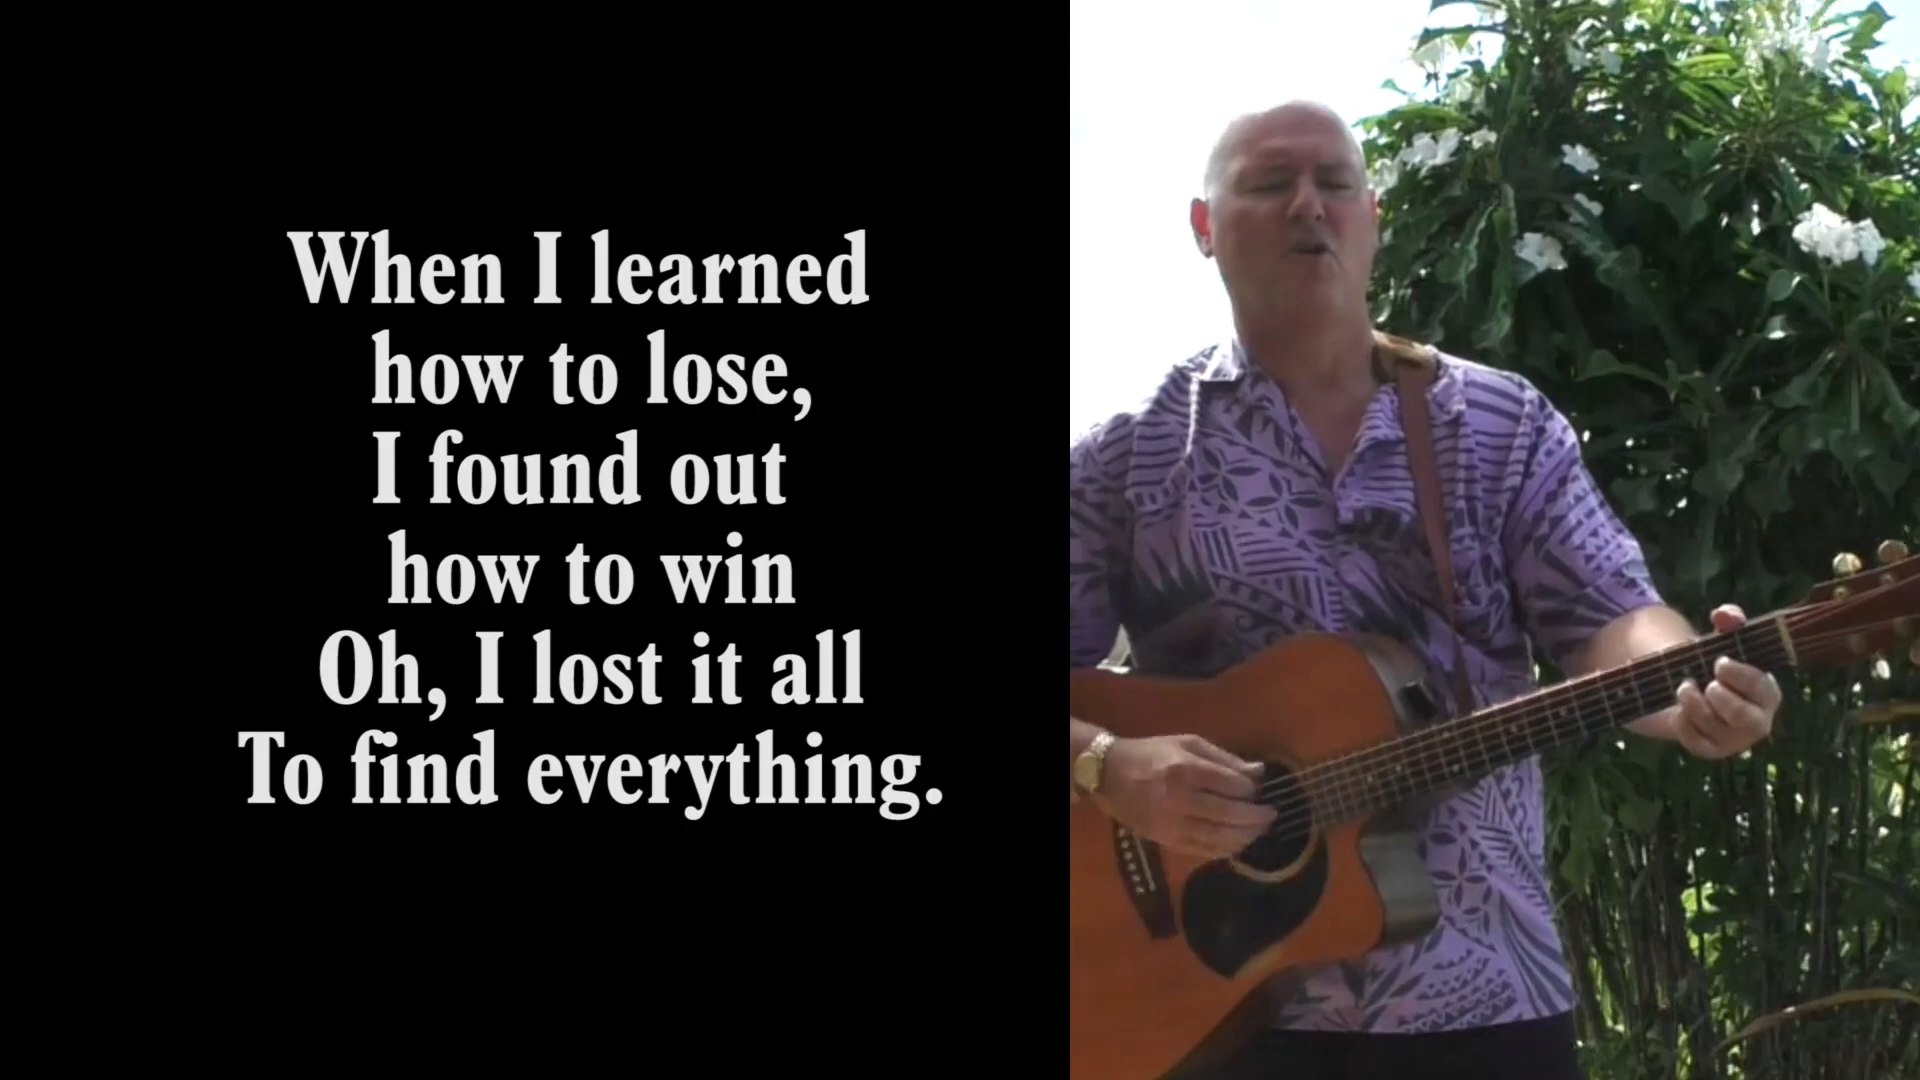 When I learned
how to lose,
I found out
how to win
Oh, I lost it all
To find everything.